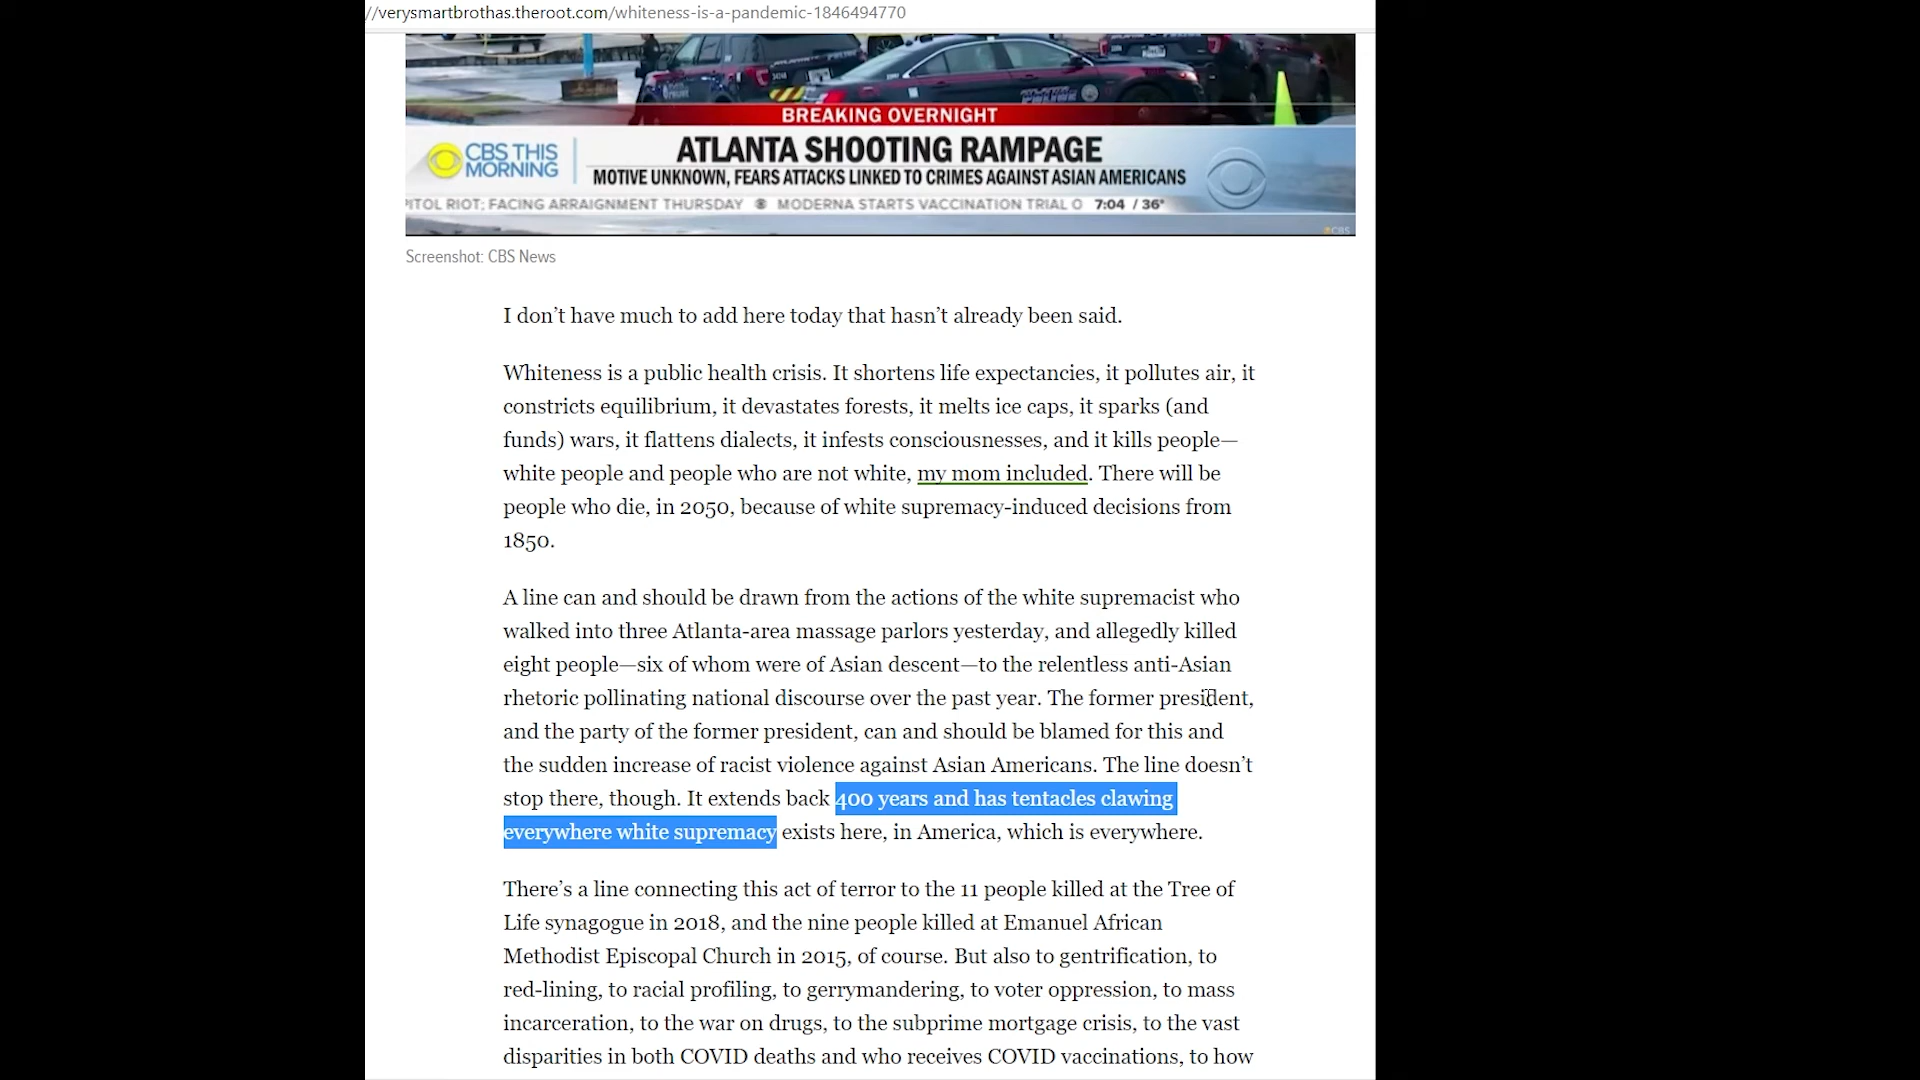 //verysmartbrothas.theroot.com/whiteness-is-a-pandemic-1846494770
BREAKING OVERNIGHT
CBS THIS MORNING
ATLANTA SHOOTING RAMPAGE
MOTIVE UNKNOWN, FEARS ATTACKS LINKED TO CRIMES AGAINST ASIAN AMERICANS
PITOL RIOT; FACING ARRAIGNMENT THURSDAY MODERNA STARTS VACCINATION TRIAL O 7:04 / 36°
CBS
Screenshot: CBS News
I don’t have much to add here today that hasn’t already been said.
Whiteness is a public health crisis. It shortens life expectancies, it pollutes air, it
constricts equilibrium, it devastates forests, it melts ice caps, it sparks (and
funds) wars, it flattens dialects, it infests consciousnesses, and it kills people—
white people and people who are not white, my mom included. There will be
people who die, in 2050, because of white supremacy-induced decisions from
1850.
A line can and should be drawn from the actions of the white supremacist who
walked into three Atlanta-area massage parlors yesterday, and allegedly killed
eight people—six of whom were of Asian descent—to the relentless anti-Asian
rhetoric pollinating national discourse over the past year. The former president,
and the party of the former president, can and should be blamed for this and
the sudden increase of racist violence against Asian Americans. The line doesn’t
stop there, though. It extends back 400 years and has tentacles clawing
everywhere white supremacy exists here, in America, which is everywhere.
There’s a line connecting this act of terror to the 11 people killed at the Tree of
Life synagogue in 2018, and the nine people killed at Emanuel African
Methodist Episcopal Church in 2015, of course. But also to gentrification, to
red-lining, to racial profiling, to gerrymandering, to voter oppression, to mass
incarceration, to the war on drugs, to the subprime mortgage crisis, to the vast
disparities in both COVID deaths and who receives COVID vaccinations, to how